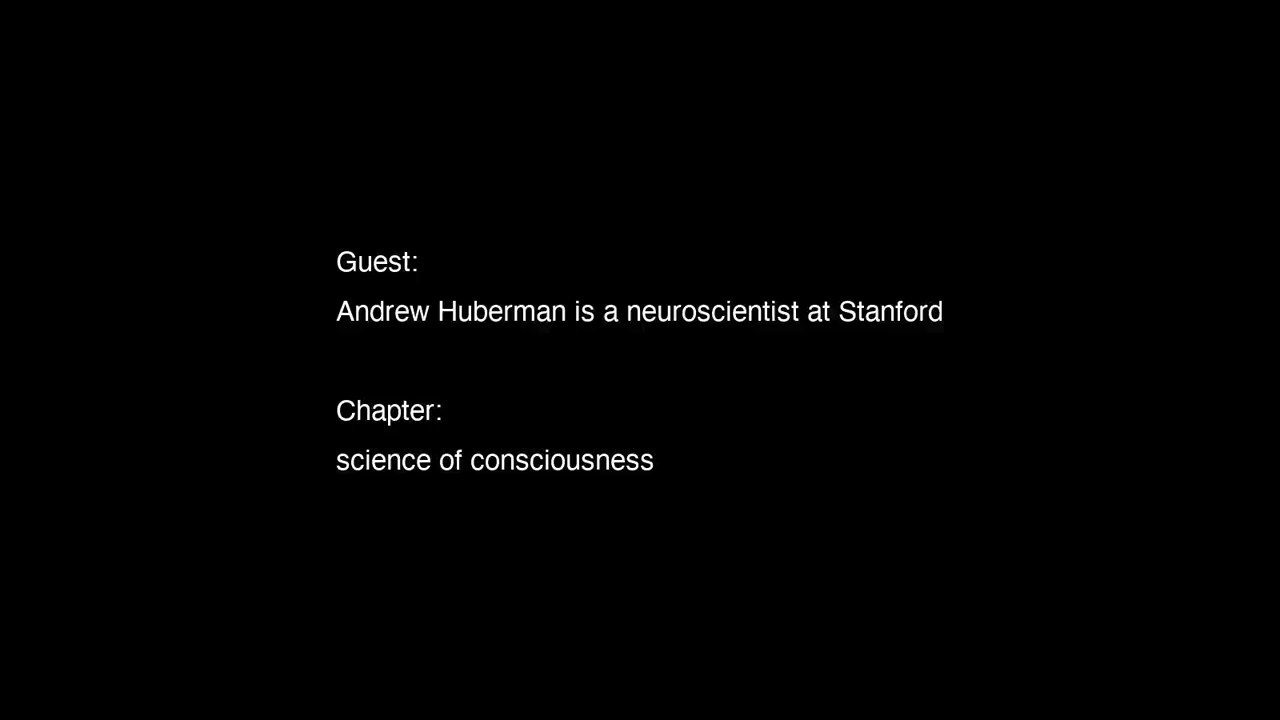 Guest:
Andrew Huberman is a neuroscientist at Stanford
Chapter:
science of consciousness